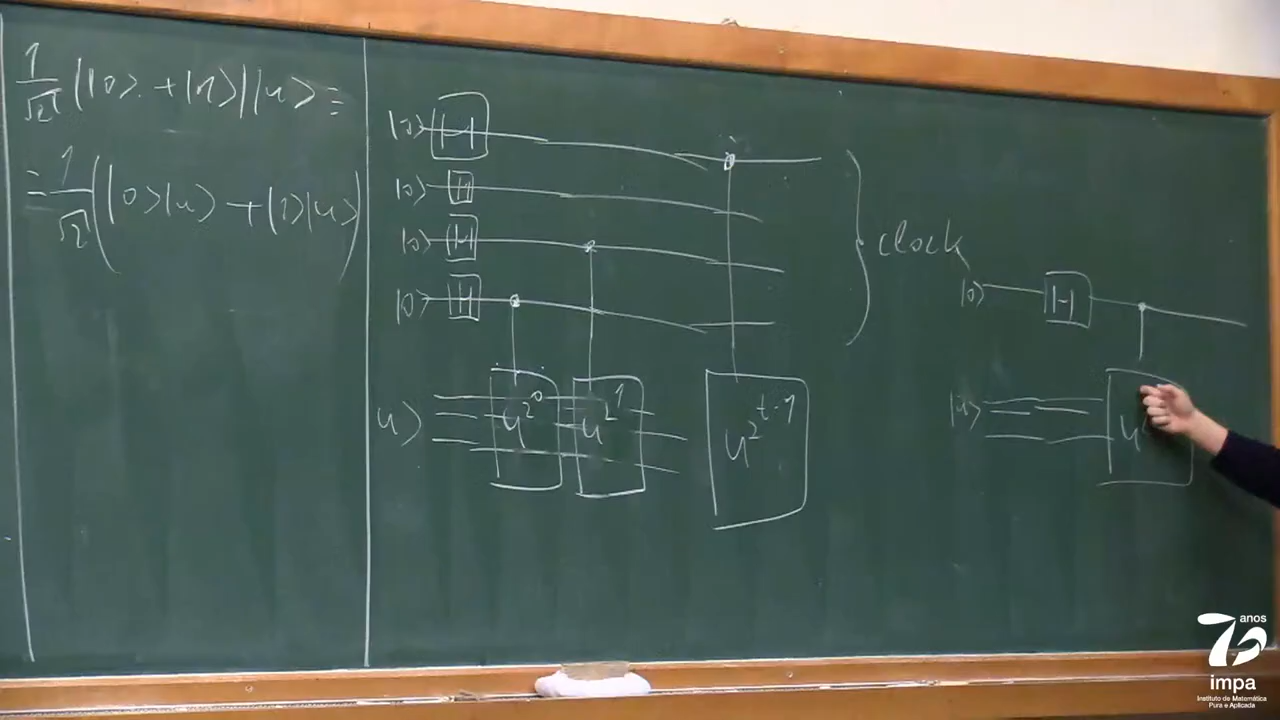 1/√2 (|0> + |1>)|u> =
= 1/√2 (|0>|u> + |1>|u>)
|0> H
|0> H
|0> H
|0> H
clock
u> U^{2^0} U^{2^1} U^{2^{t-1}}
|0> H
|u> U
anos
impa
Instituto de Matemática
Pura e Aplicada